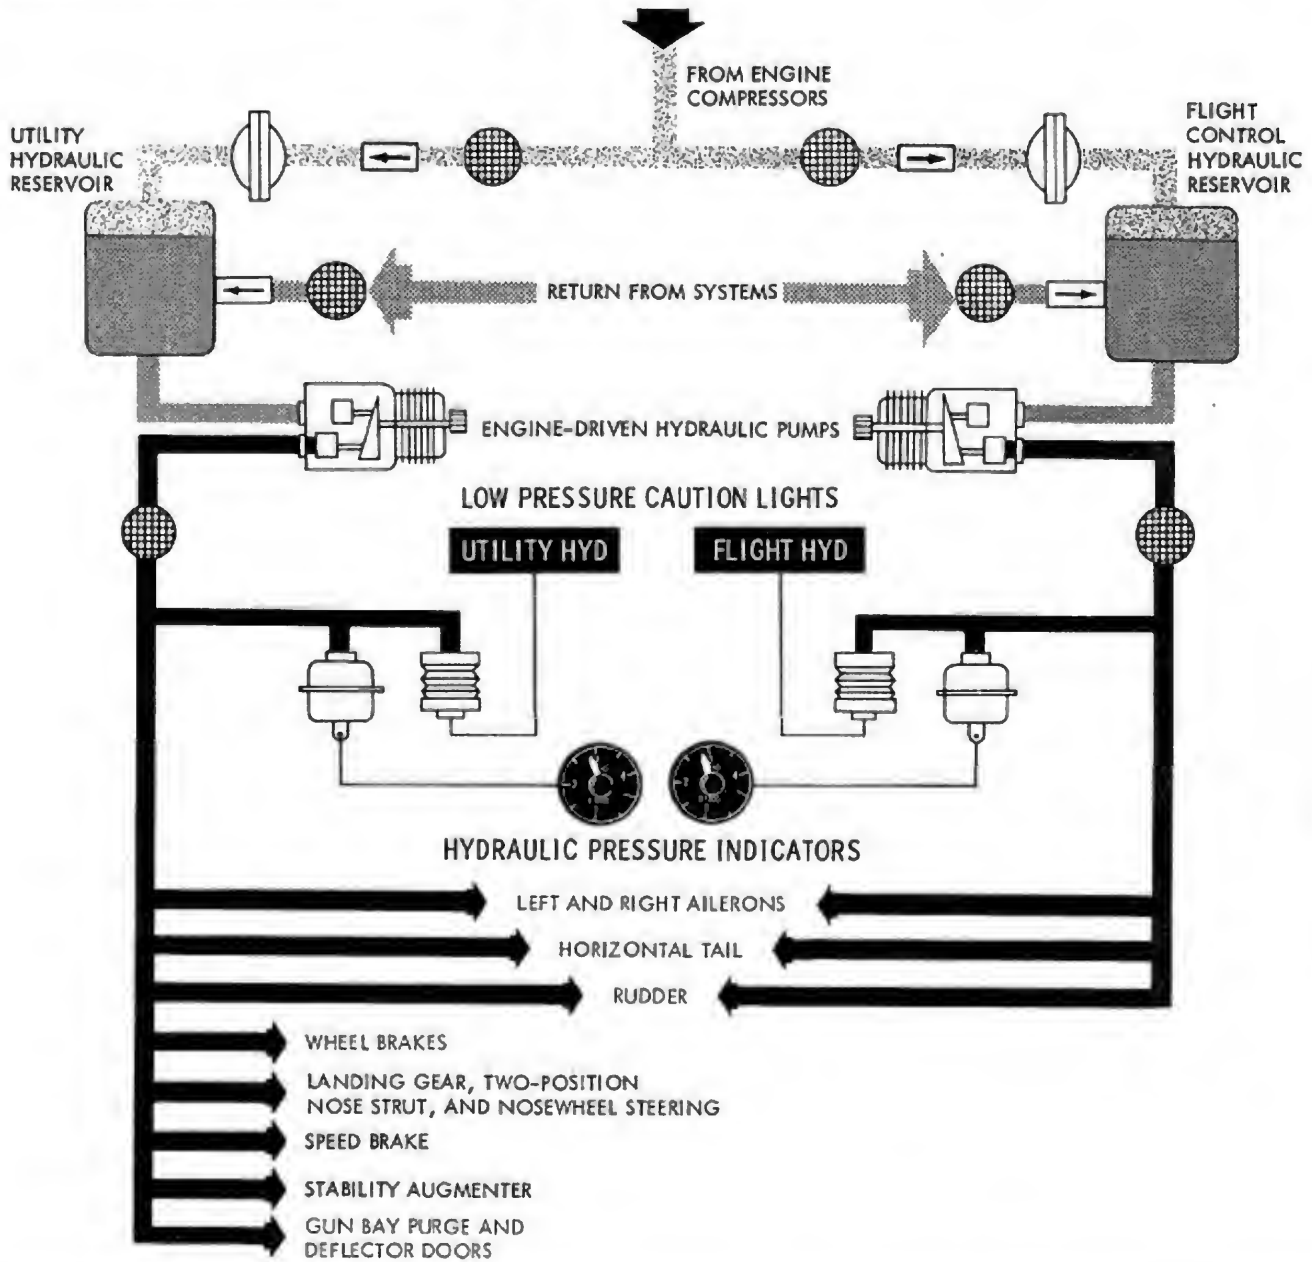 FROM ENGINE
COMPRESSORS
UTILITY
HYDRAULIC
RESERVOIR
FLIGHT
CONTROL
HYDRAULIC
RESERVOIR
RETURN FROM SYSTEMS
ENGINE-DRIVEN HYDRAULIC PUMPS
LOW PRESSURE CAUTION LIGHTS
UTILITY HYD
FLIGHT HYD
HYDRAULIC PRESSURE INDICATORS
LEFT AND RIGHT AILERONS
HORIZONTAL TAIL
RUDDER
WHEEL BRAKES
LANDING GEAR, TWO-POSITION
NOSE STRUT, AND NOSEWHEEL STEERING
SPEED BRAKE
STABILITY AUGMENTER
GUN BAY PURGE AND
DEFLECTOR DOORS